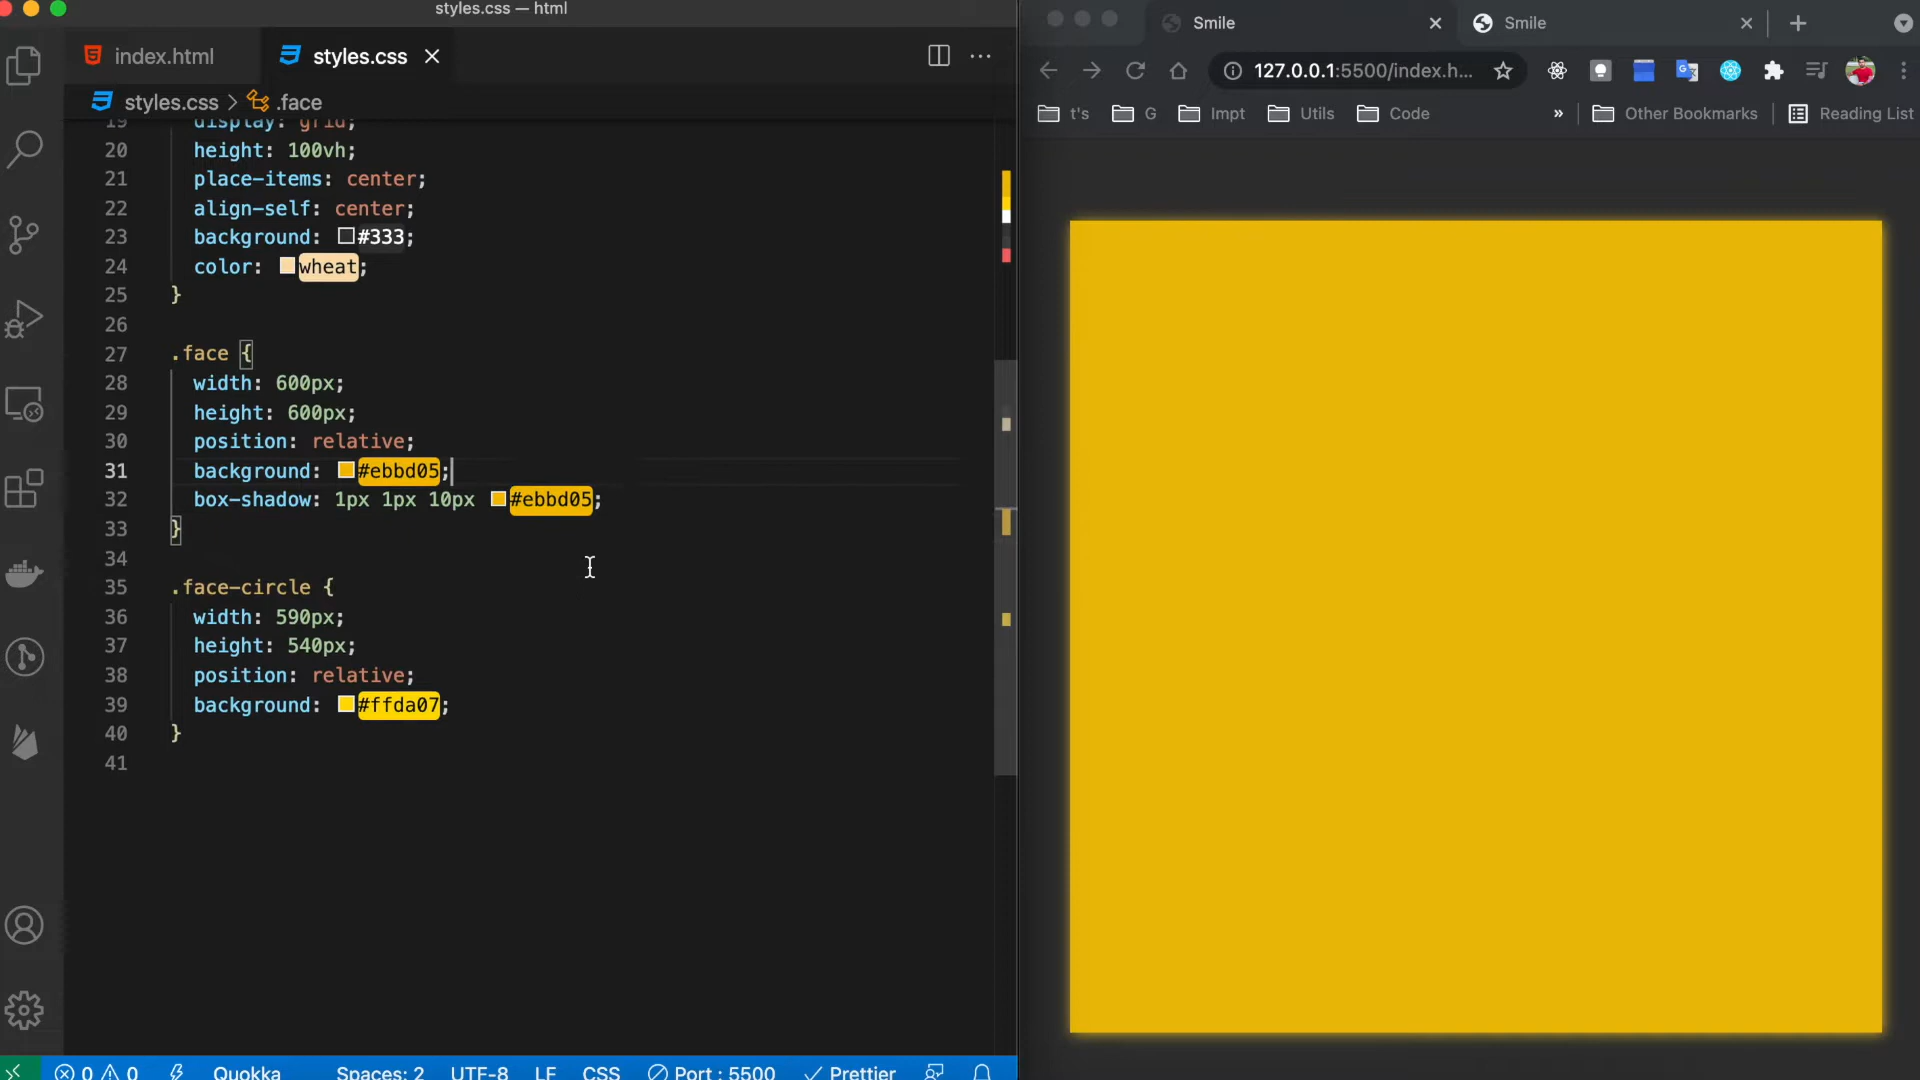 styles.css — html
index.html
styles.css
styles.css > .face
19 display: grid;
20 height: 100vh;
21 place-items: center;
22 align-self: center;
23 background: #333;
24 color: wheat;
25 }
26
27 .face {
28 width: 600px;
29 height: 600px;
30 position: relative;
31 background: #ebbd05;
32 box-shadow: 1px 1px 10px #ebbd05;
33 }
34
35 .face-circle {
36 width: 590px;
37 height: 540px;
38 position: relative;
39 background: #ffda07;
40 }
41
0 0 Quokka Spaces: 2 UTF-8 LF CSS Port : 5500 Prettier
Smile
Smile
127.0.0.1:5500/index.h...
t's G Impt Utils Code » Other Bookmarks Reading List